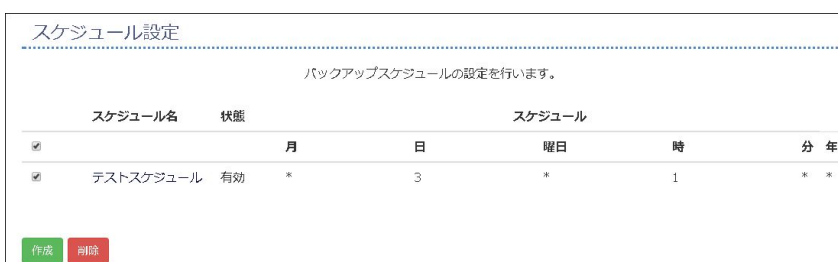 スケジュール設定
バックアップスケジュールの設定を行います。
スケジュール名 状態 スケジュール
月 日 曜日 時 分 年
テストスケジュール 有効 * 3 * 1 * *
作成 削除